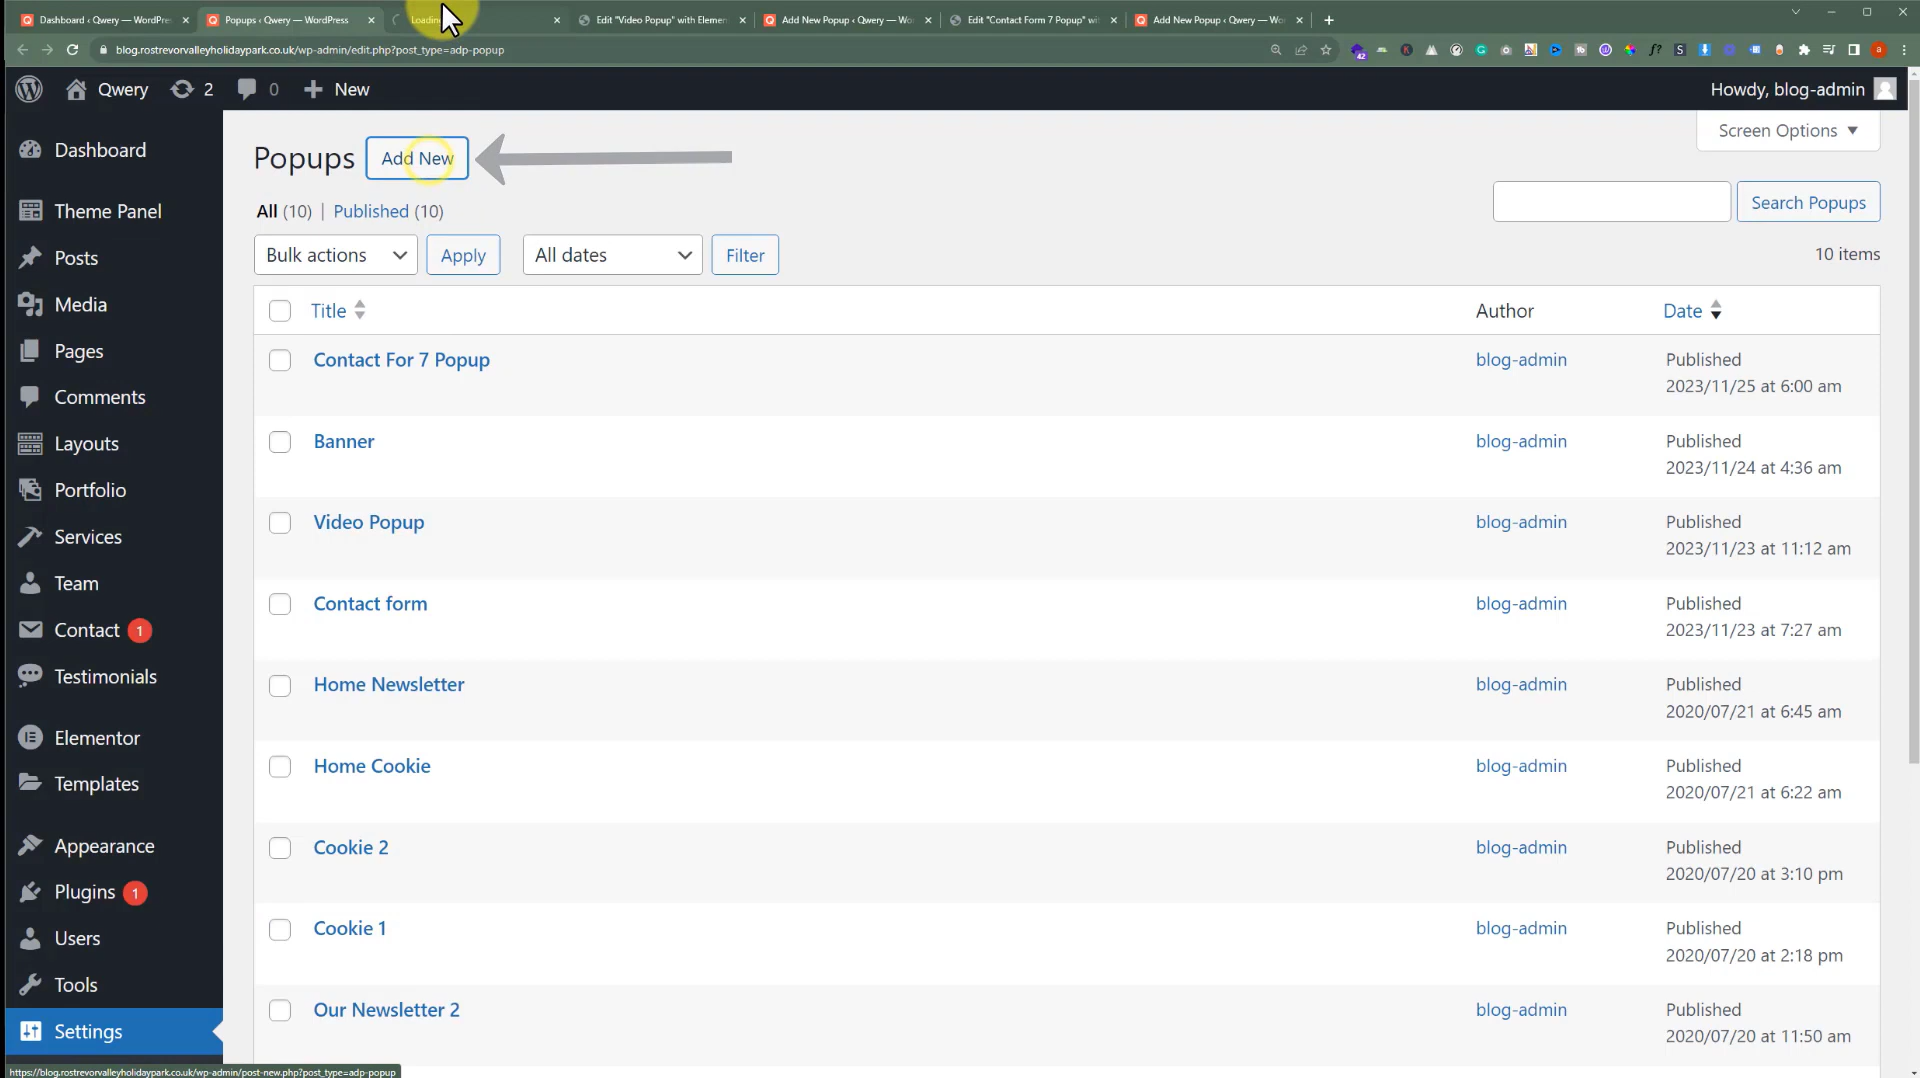 Dashboard ‹ Qwery — WordPre
Popups ‹ Qwery — WordPress
Loading
Edit "Video Popup" with Elemen
Add New Popup ‹ Qwery — Wo
Edit "Contact Form 7 Popup" wi
Add New Popup ‹ Qwery — Wo
blog.rostrevorvalleyholidaypark.co.uk/wp-admin/edit.php?post_type=adp-popup
42
Qwery
2
0
New
Howdy, blog-admin
Dashboard
Theme Panel
Posts
Media
Pages
Comments
Layouts
Portfolio
Services
Team
Contact 1
Testimonials
Elementor
Templates
Appearance
Plugins 1
Users
Tools
Settings
Popups
Add New
Screen Options
All (10) | Published (10)
Search Popups
Bulk actions
Apply
All dates
Filter
10 items
Title
Author
Date
Contact For 7 Popup
blog-admin
Published
2023/11/25 at 6:00 am
Banner
blog-admin
Published
2023/11/24 at 4:36 am
Video Popup
blog-admin
Published
2023/11/23 at 11:12 am
Contact form
blog-admin
Published
2023/11/23 at 7:27 am
Home Newsletter
blog-admin
Published
2020/07/21 at 6:45 am
Home Cookie
blog-admin
Published
2020/07/21 at 6:22 am
Cookie 2
blog-admin
Published
2020/07/20 at 3:10 pm
Cookie 1
blog-admin
Published
2020/07/20 at 2:18 pm
Our Newsletter 2
blog-admin
Published
2020/07/20 at 11:50 am
https://blog.rostrevorvalleyholidaypark.co.uk/wp-admin/post-new.php?post_type=adp-popup